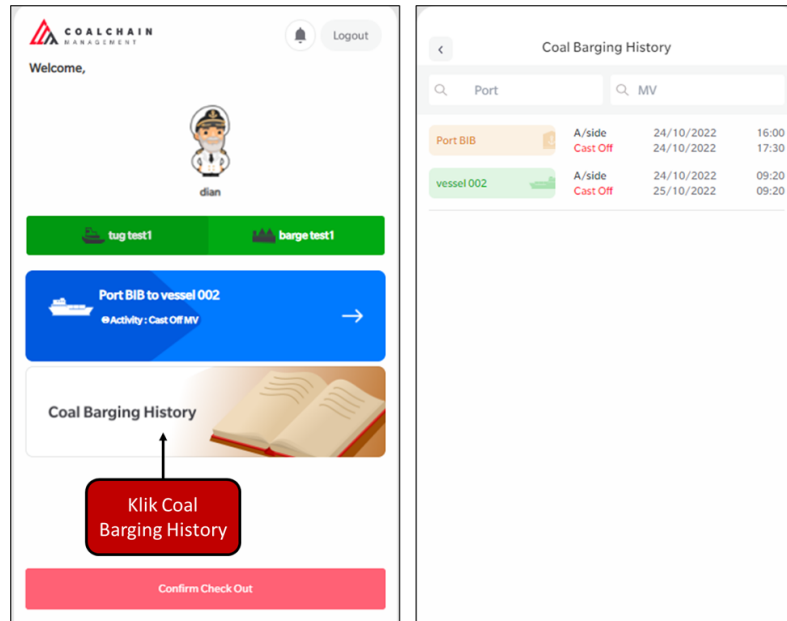 COALCHAIN
MANAGEMENT
Logout
Welcome,
dian
tug test1
barge test1
Port BIB to vessel 002
Activity : Cast Off MV
Coal Barging History
Klik Coal
Barging History
Confirm Check Out
Coal Barging History
Port
MV
Port BIB A/side 24/10/2022 16:00
Cast Off 24/10/2022 17:30
vessel 002 A/side 24/10/2022 09:20
Cast Off 25/10/2022 09:20